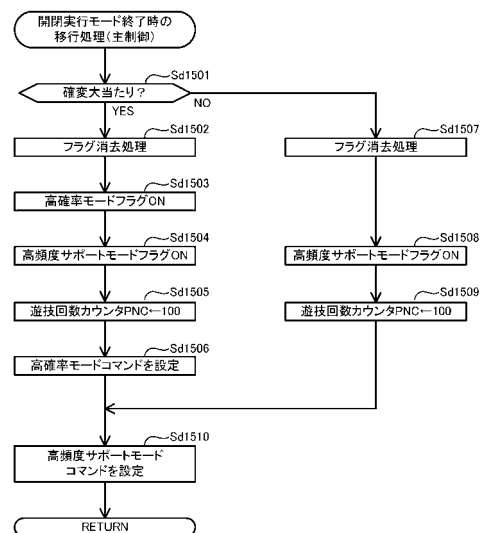 開閉実行モード終了時の
移行処理(主制御)
Sd1501
確変大当たり?
NO
YES
Sd1502
フラグ消去処理
Sd1507
フラグ消去処理
Sd1503
高確率モードフラグON
Sd1504
高頻度サポートモードフラグON
Sd1508
高頻度サポートモードフラグON
Sd1505
遊技回数カウンタPNC←100
Sd1509
遊技回数カウンタPNC←100
Sd1506
高確率モードコマンドを設定
Sd1510
高頻度サポートモード
コマンドを設定
RETURN